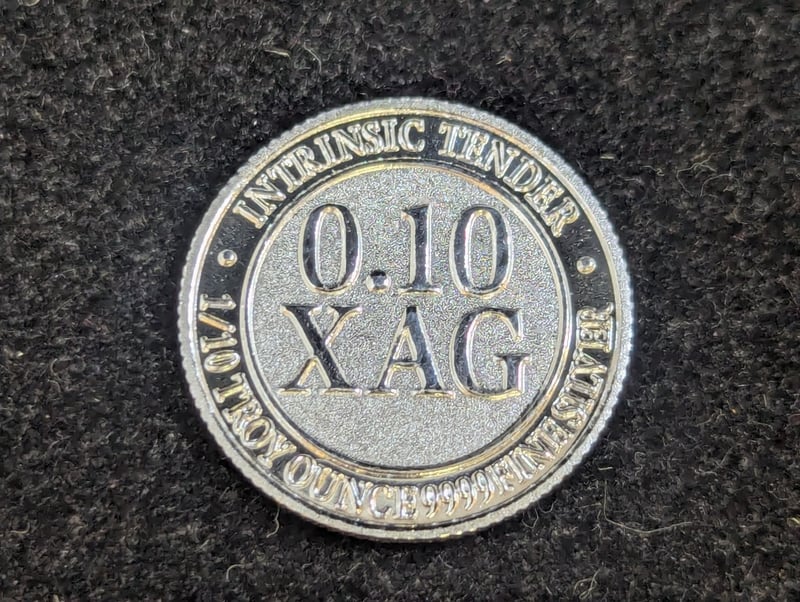 INTRINSIC TENDER
0.10
XAG
1/10 TROY OUNCE 9999 FINE SILVER